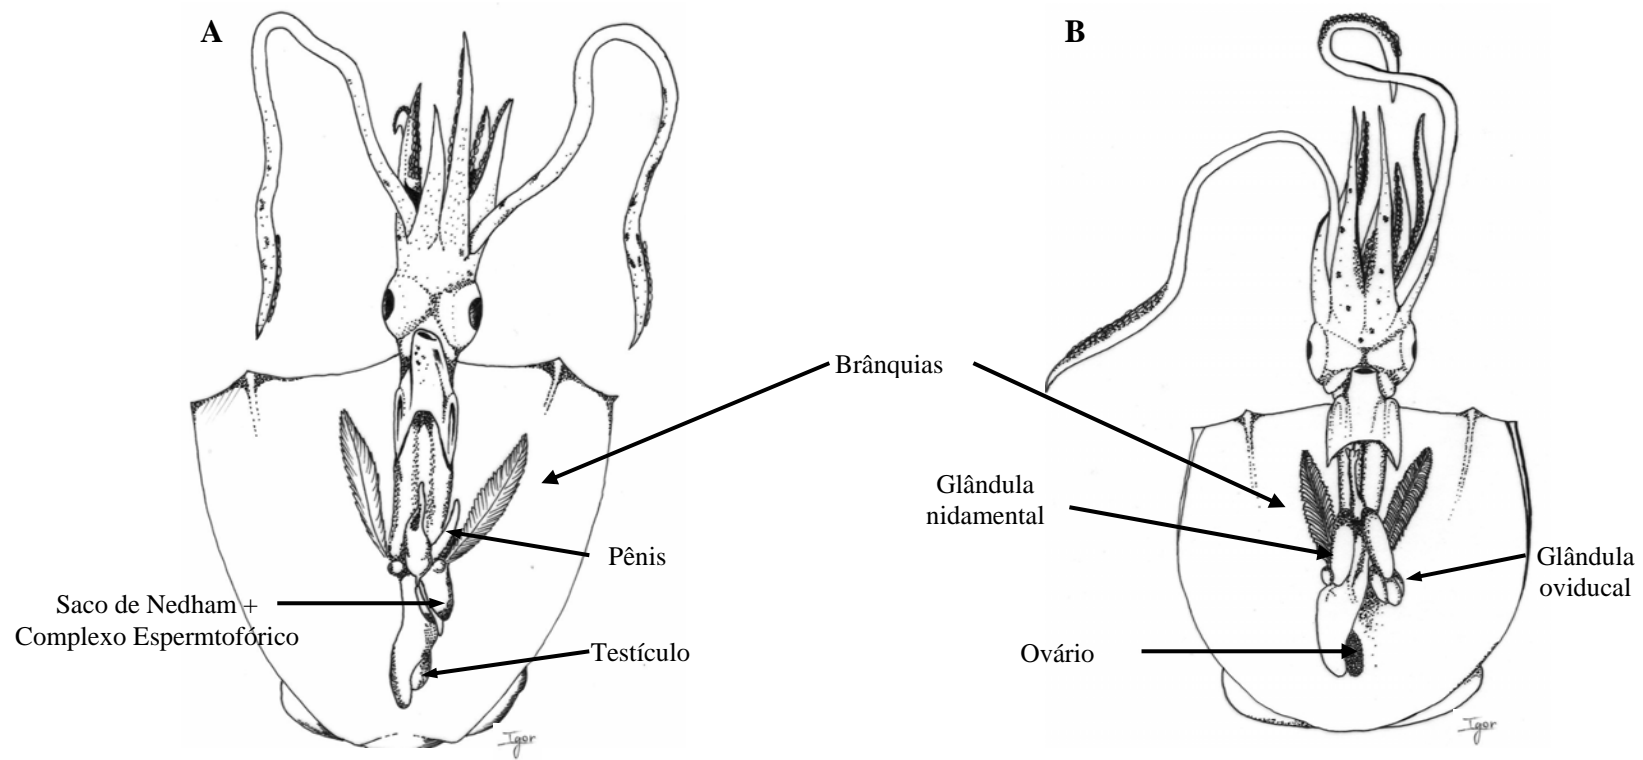 A
B
Brânquias
Glândula
nidamental
Pênis
Glândula
oviducal
Saco de Nedham +
Complexo Espermtofórico
Testículo
Ovário
Igor
Igor